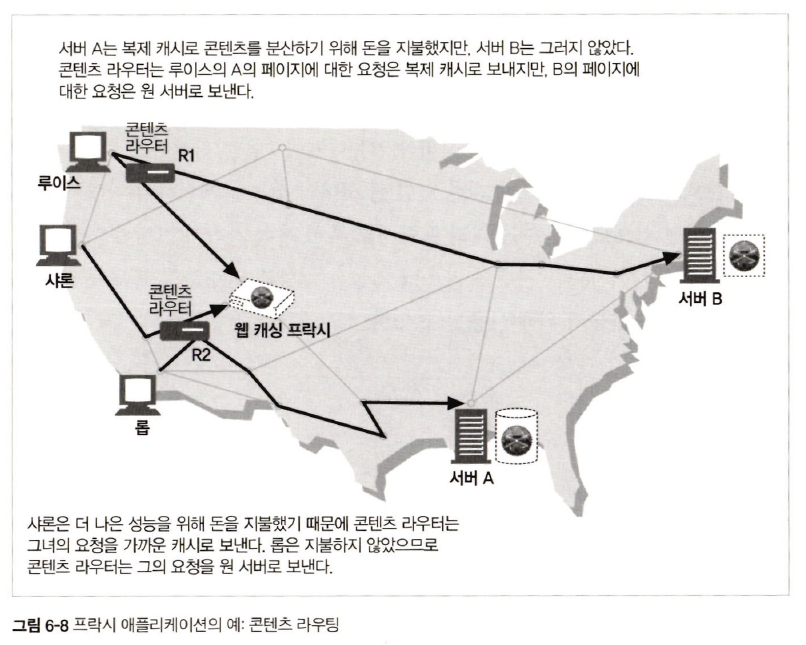 서버 A는 복제 캐시로 콘텐츠를 분산하기 위해 돈을 지불했지만, 서버 B는 그러지 않았다.
콘텐츠 라우터는 루이스의 A의 페이지에 대한 요청은 복제 캐시로 보내지만, B의 페이지에
대한 요청은 원 서버로 보낸다.
콘텐츠
라우터
R1
루이스
샤론
콘텐츠
라우터
웹 캐싱 프락시
R2
롭
서버 B
서버 A
샤론은 더 나은 성능을 위해 돈을 지불했기 때문에 콘텐츠 라우터는
그녀의 요청을 가까운 캐시로 보낸다. 롭은 지불하지 않았으므로
콘텐츠 라우터는 그의 요청을 원 서버로 보낸다.
그림 6-8 프락시 애플리케이션의 예: 콘텐츠 라우팅